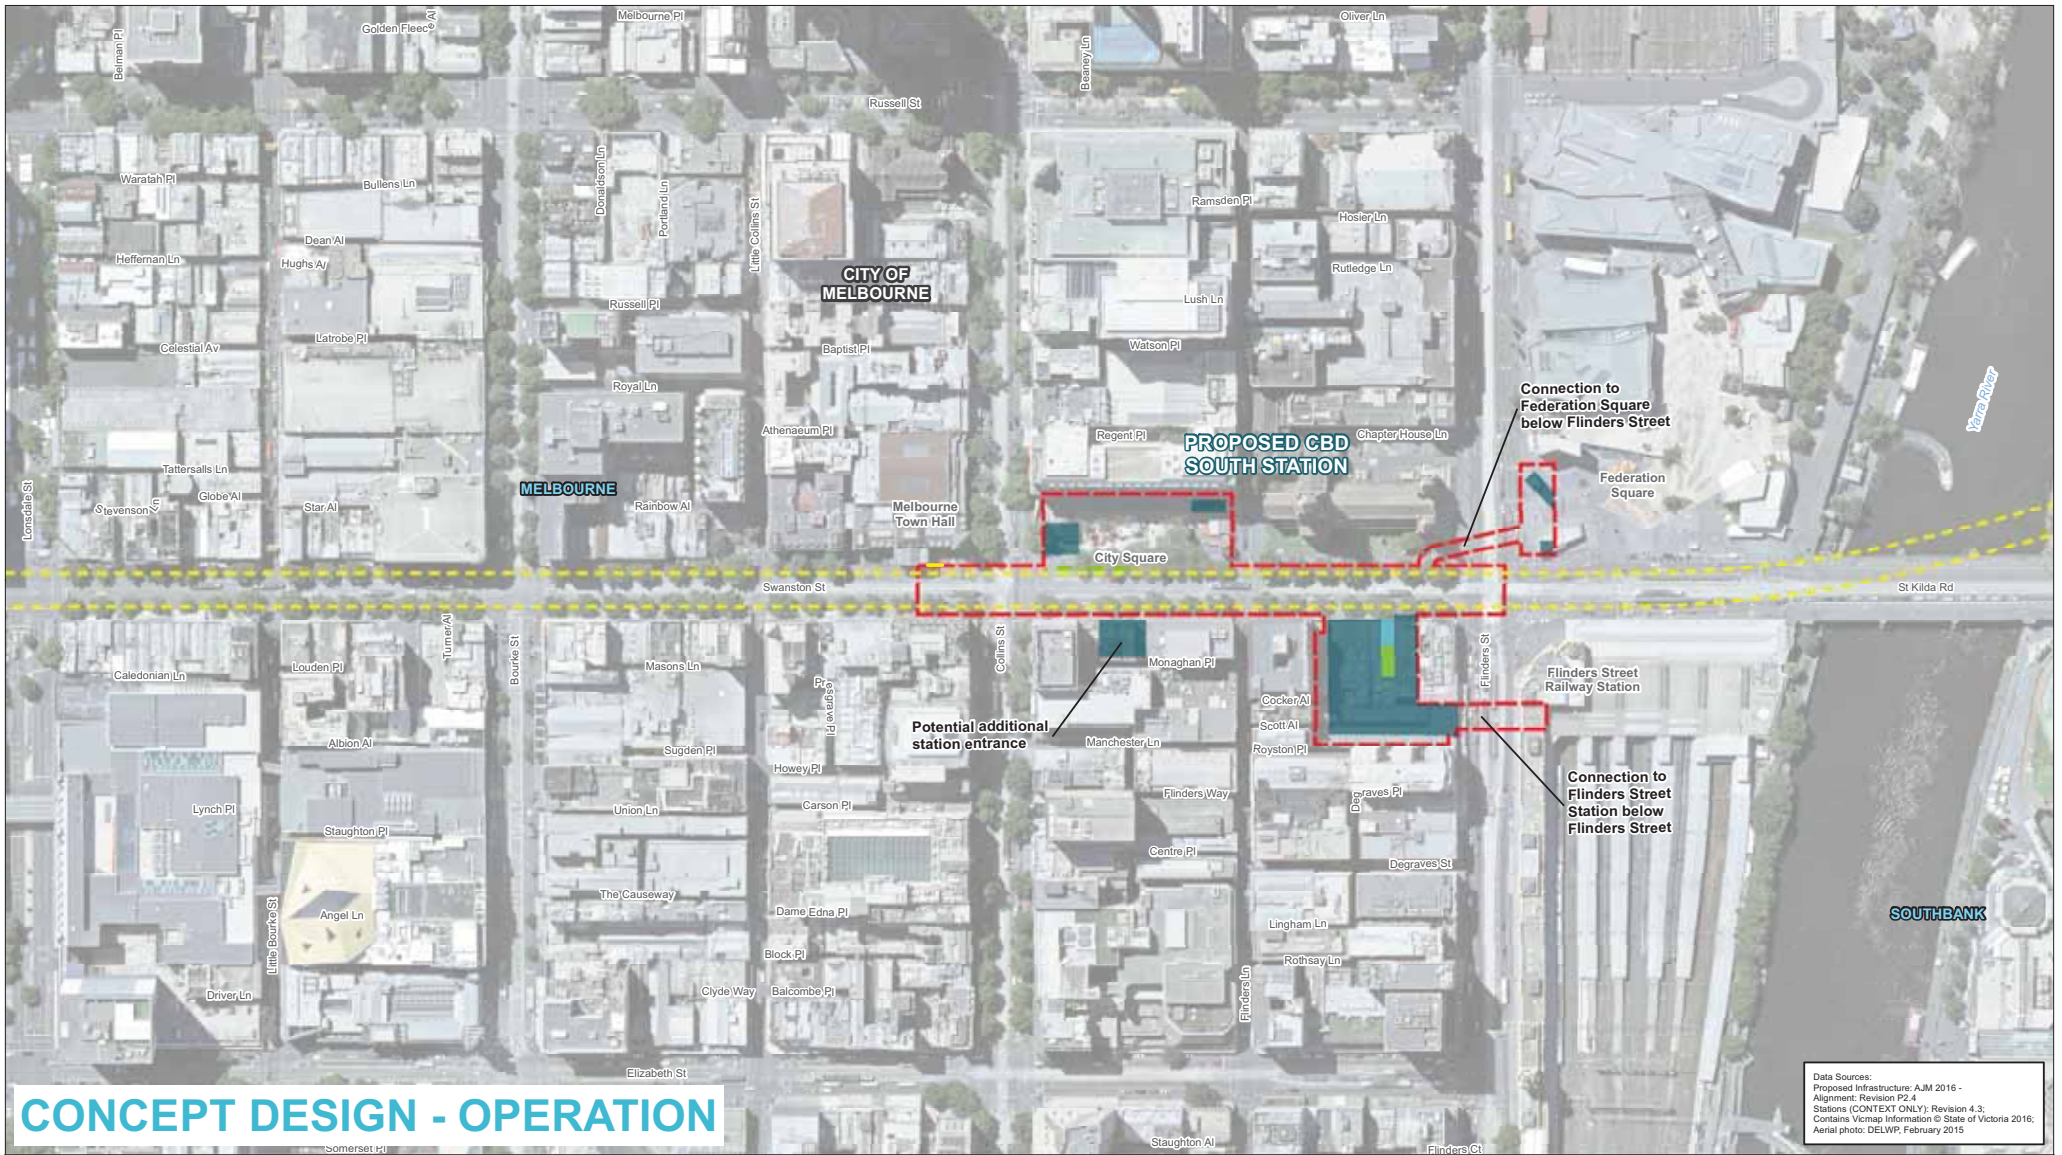 Golden Fleece Al
Melbourne Pl
Oliver Ln
Belman Pl
Beaney Ln
Russell St
Waratah Pl
Bullens Ln
Donaldson Ln
Portland Ln
Little Collins St
Ramsden Pl
Hosier Ln
Dean Al
Heffernan Ln
Hughs Al
CITY OF
MELBOURNE
Rutledge Ln
Russell Pl
Lush Ln
Latrobe Pl
Celestial Av
Baptist Pl
Watson Pl
Royal Ln
Yarra River
Connection to
Federation Square
below Flinders Street
Athenaeum Pl
Regent Pl
PROPOSED CBD
SOUTH STATION
Chapter House Ln
Tattersalls Ln
Lonsdale St
Stevenson Ln
Globe Al
Star Al
MELBOURNE
Rainbow Al
Melbourne
Town Hall
Federation
Square
City Square
Swanston St
St Kilda Rd
Turner Al
Bourke St
Collins St
Flinders St
Caledonian Ln
Louden Pl
Masons Ln
Presgrave Pl
Monaghan Pl
Flinders Street
Railway Station
Cocker Al
Potential additional
station entrance
Scott Al
Albion Al
Sugden Pl
Manchester Ln
Royston Pl
Howey Pl
Connection to
Flinders Street
Station below
Flinders Street
Lynch Pl
Union Ln
Carson Pl
Flinders Way
Degraves Pl
Staughton Pl
Centre Pl
Degraves St
The Causeway
Little Bourke St
Angel Ln
Dame Edna Pl
Lingham Ln
SOUTHBANK
Block Pl
Rothsay Ln
Driver Ln
Clyde Way
Balcombe Pl
Flinders Ln
Elizabeth St
CONCEPT DESIGN - OPERATION
Somerset Pl
Staughton Al
Flinders Ct
Data Sources:
Proposed Infrastructure: AJM 2016 -
Alignment: Revision P2.4
Stations (CONTEXT ONLY): Revision 4.3;
Contains Vicmap Information © State of Victoria 2016;
Aerial photo: DELWP, February 2015